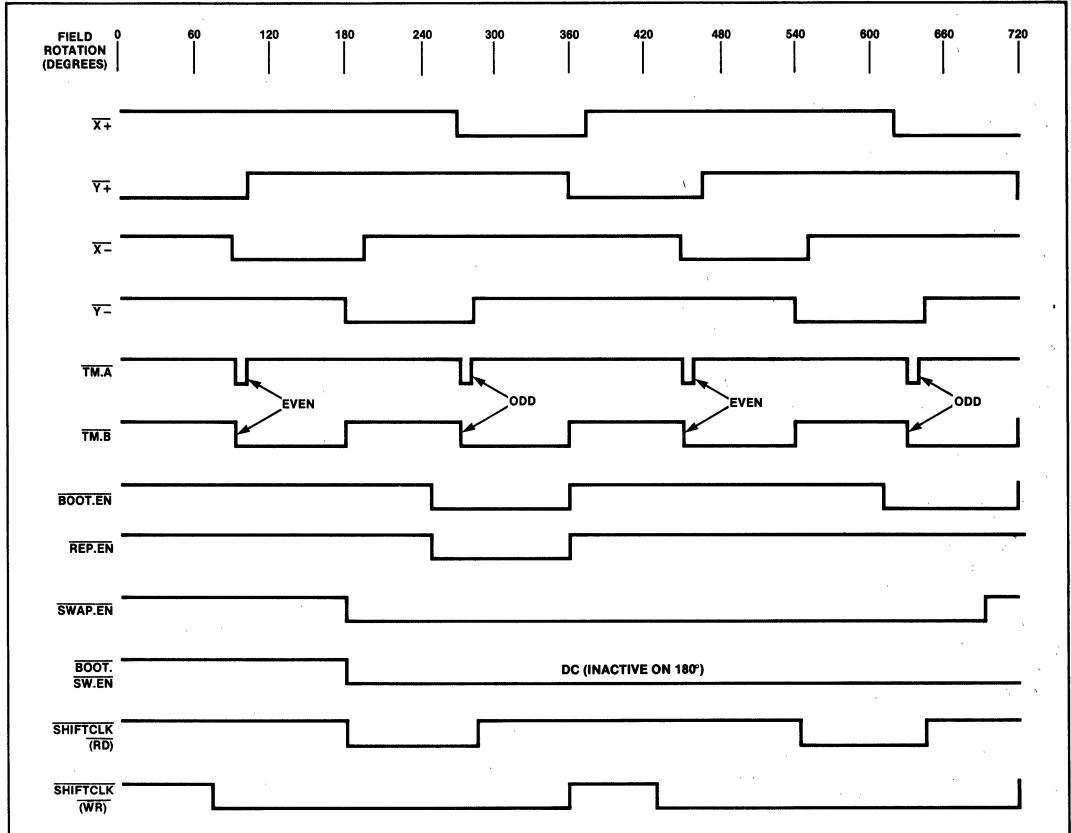 FIELD
ROTATION
(DEGREES)
0 60 120 180 240 300 360 420 480 540 600 660 720
X+
Y+
X−
Y−
TM.A
EVEN ODD EVEN ODD
TM.B
BOOT.EN
REP.EN
SWAP.EN
BOOT.
SW.EN
DC (INACTIVE ON 180°)
SHIFTCLK
(RD)
SHIFTCLK
(WR)